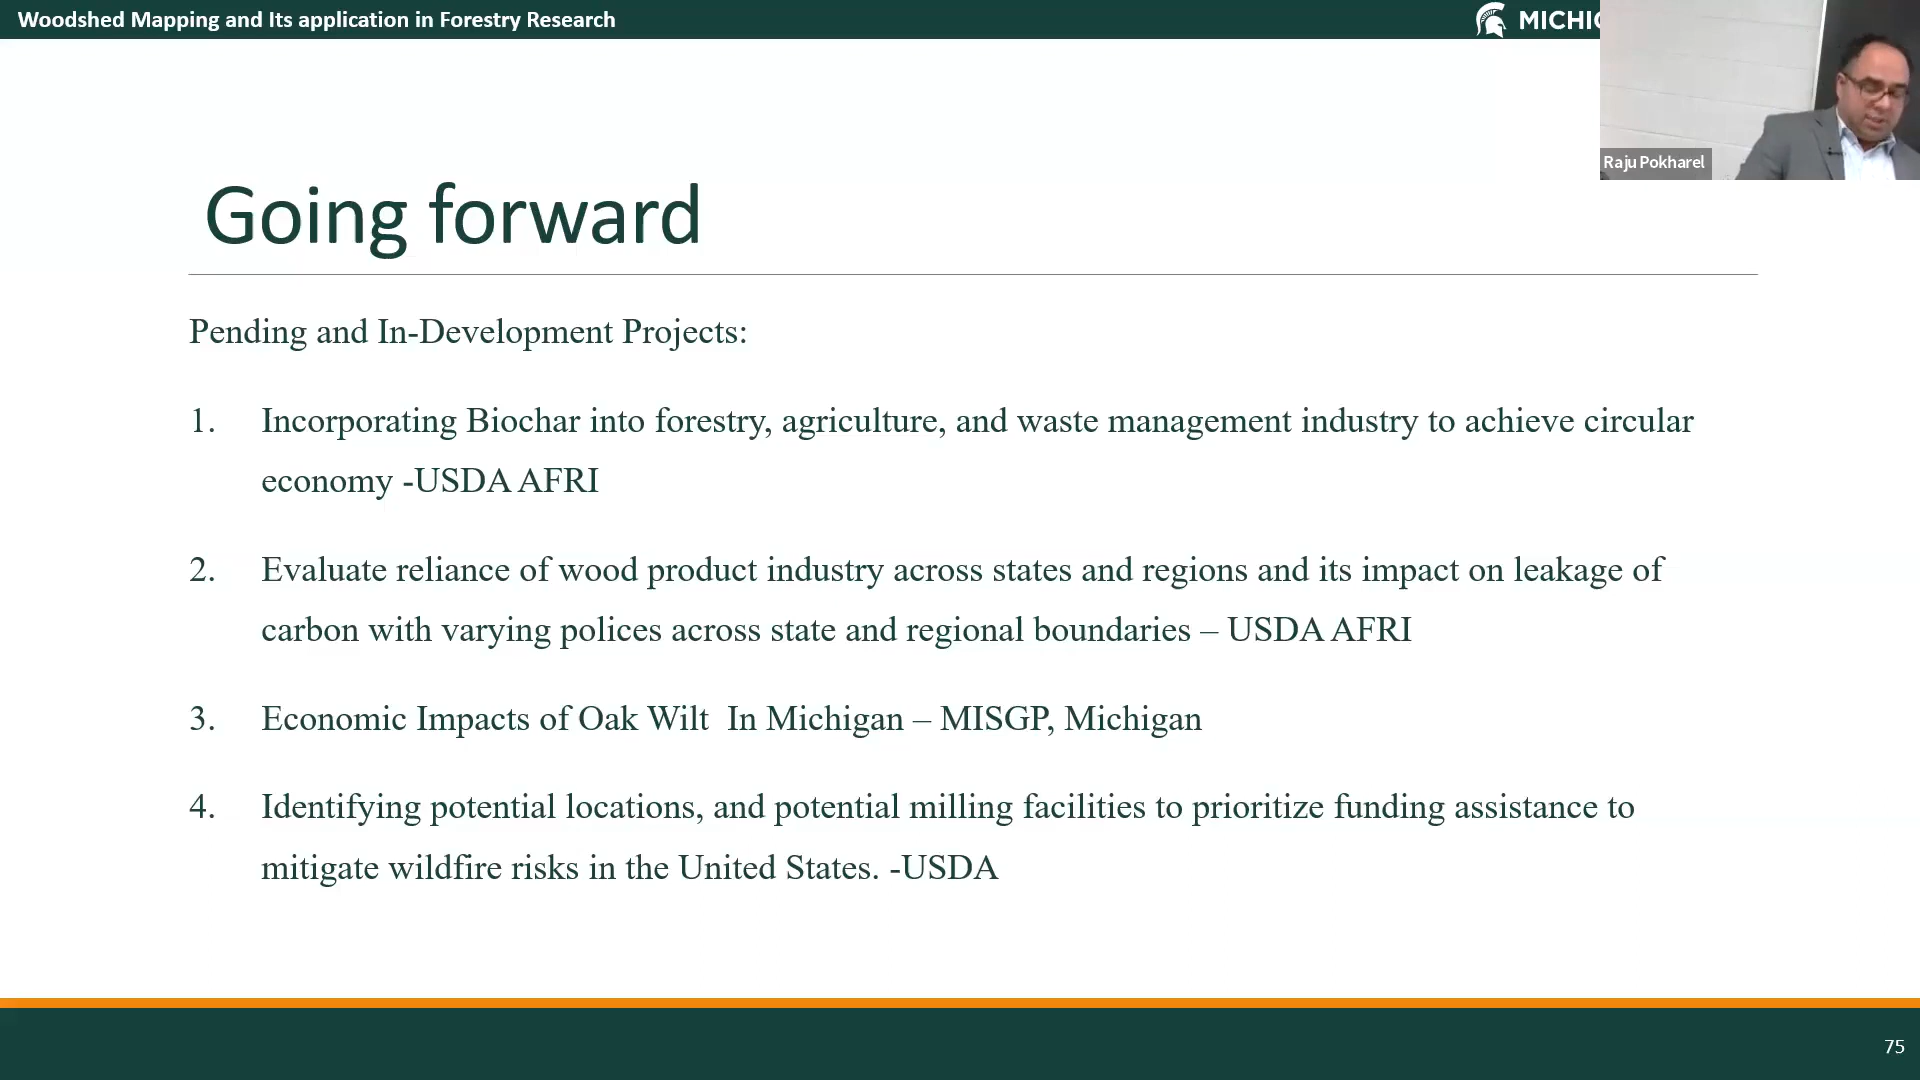 Woodshed Mapping and Its application in Forestry Research
Raju Pokharel
Going forward
Pending and In-Development Projects:
1. Incorporating Biochar into forestry, agriculture, and waste management industry to achieve circular
economy -USDA AFRI
2. Evaluate reliance of wood product industry across states and regions and its impact on leakage of
carbon with varying polices across state and regional boundaries – USDA AFRI
3. Economic Impacts of Oak Wilt  In Michigan – MISGP, Michigan
4. Identifying potential locations, and potential milling facilities to prioritize funding assistance to
mitigate wildfire risks in the United States. -USDA
75